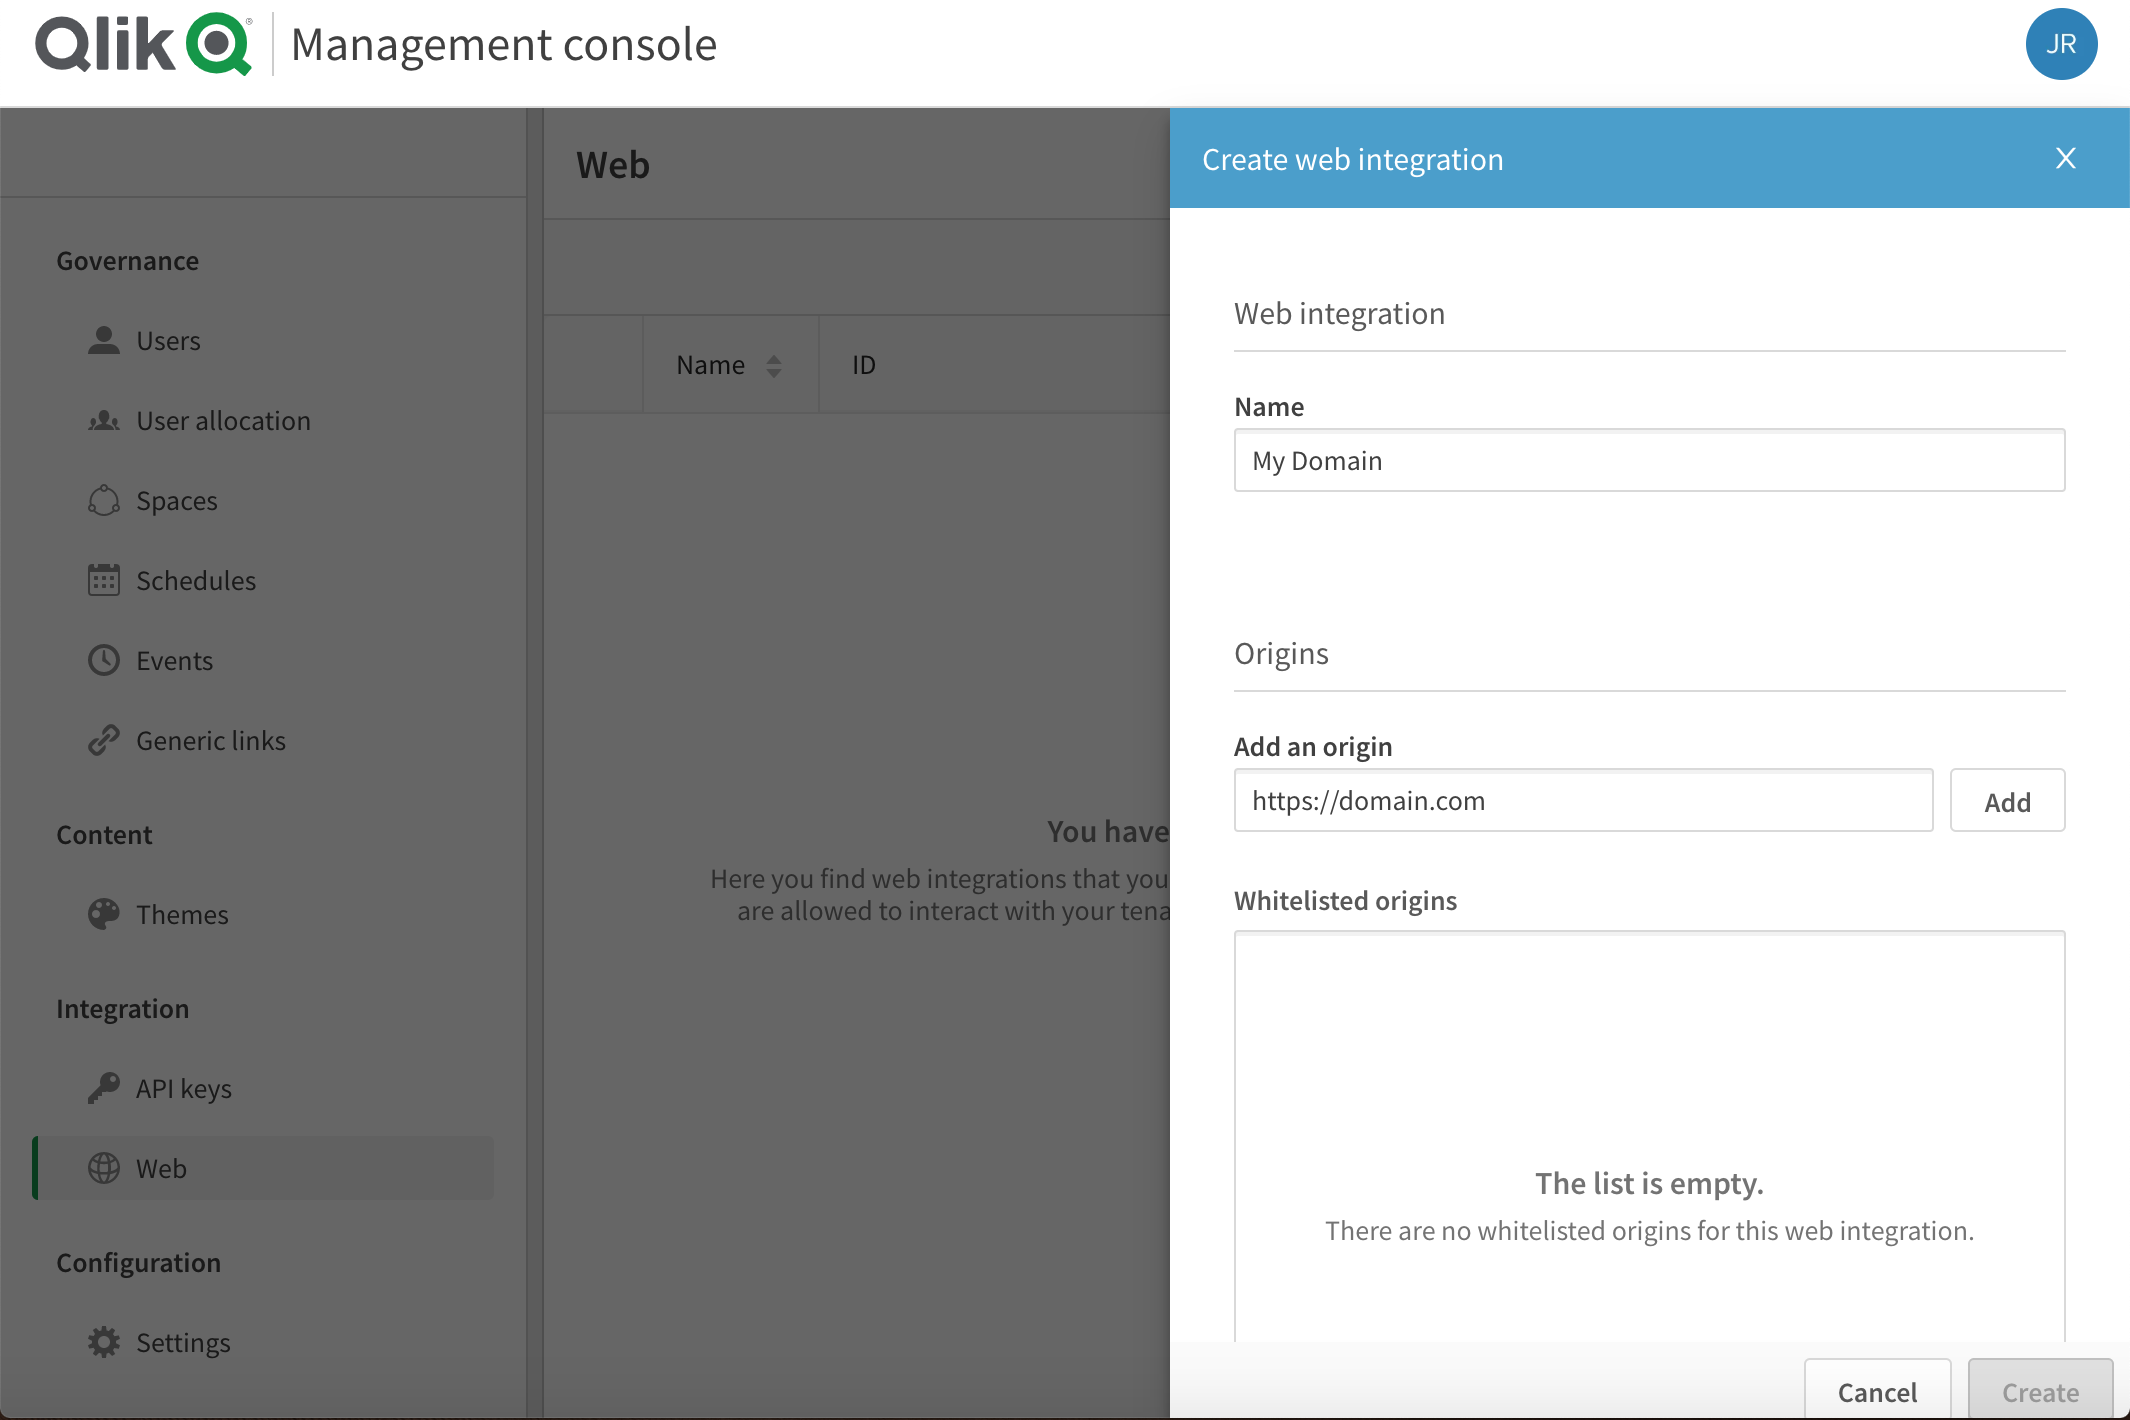 Qlik Q® Management console
JR
Governance
Users
User allocation
Spaces
Schedules
Events
Generic links
Content
Themes
Integration
API keys
Web
Configuration
Settings
Web
Name ID
You have
Here you find web integrations that you
are allowed to interact with your tena
Create web integration
X
Web integration
Name
My Domain
Origins
Add an origin
https://domain.com Add
Whitelisted origins
The list is empty.
There are no whitelisted origins for this web integration.
Cancel Create